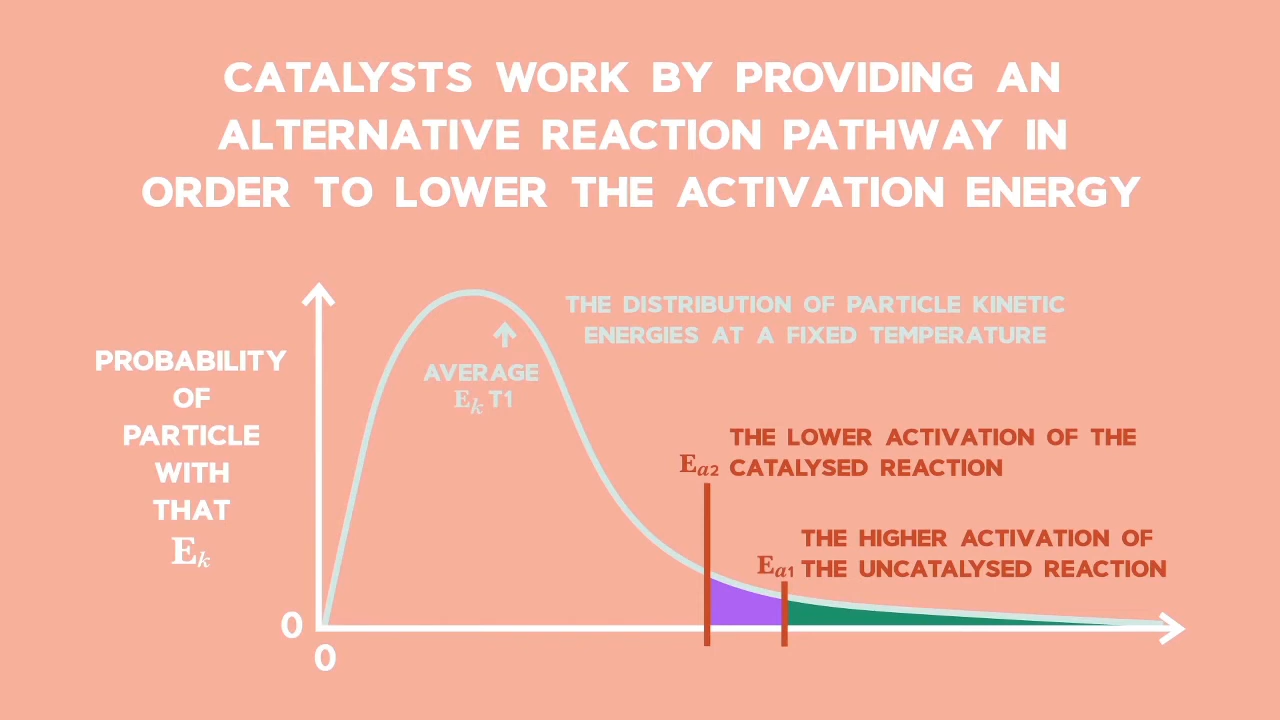 CATALYSTS WORK BY PROVIDING AN
ALTERNATIVE REACTION PATHWAY IN
ORDER TO LOWER THE ACTIVATION ENERGY
THE DISTRIBUTION OF PARTICLE KINETIC
ENERGIES AT A FIXED TEMPERATURE
AVERAGE
Eₖ T1
PROBABILITY
OF
PARTICLE
WITH
THAT
Eₖ
THE LOWER ACTIVATION OF THE
Eₐ₂ CATALYSED REACTION
THE HIGHER ACTIVATION OF
Eₐ₁ THE UNCATALYSED REACTION
0
0